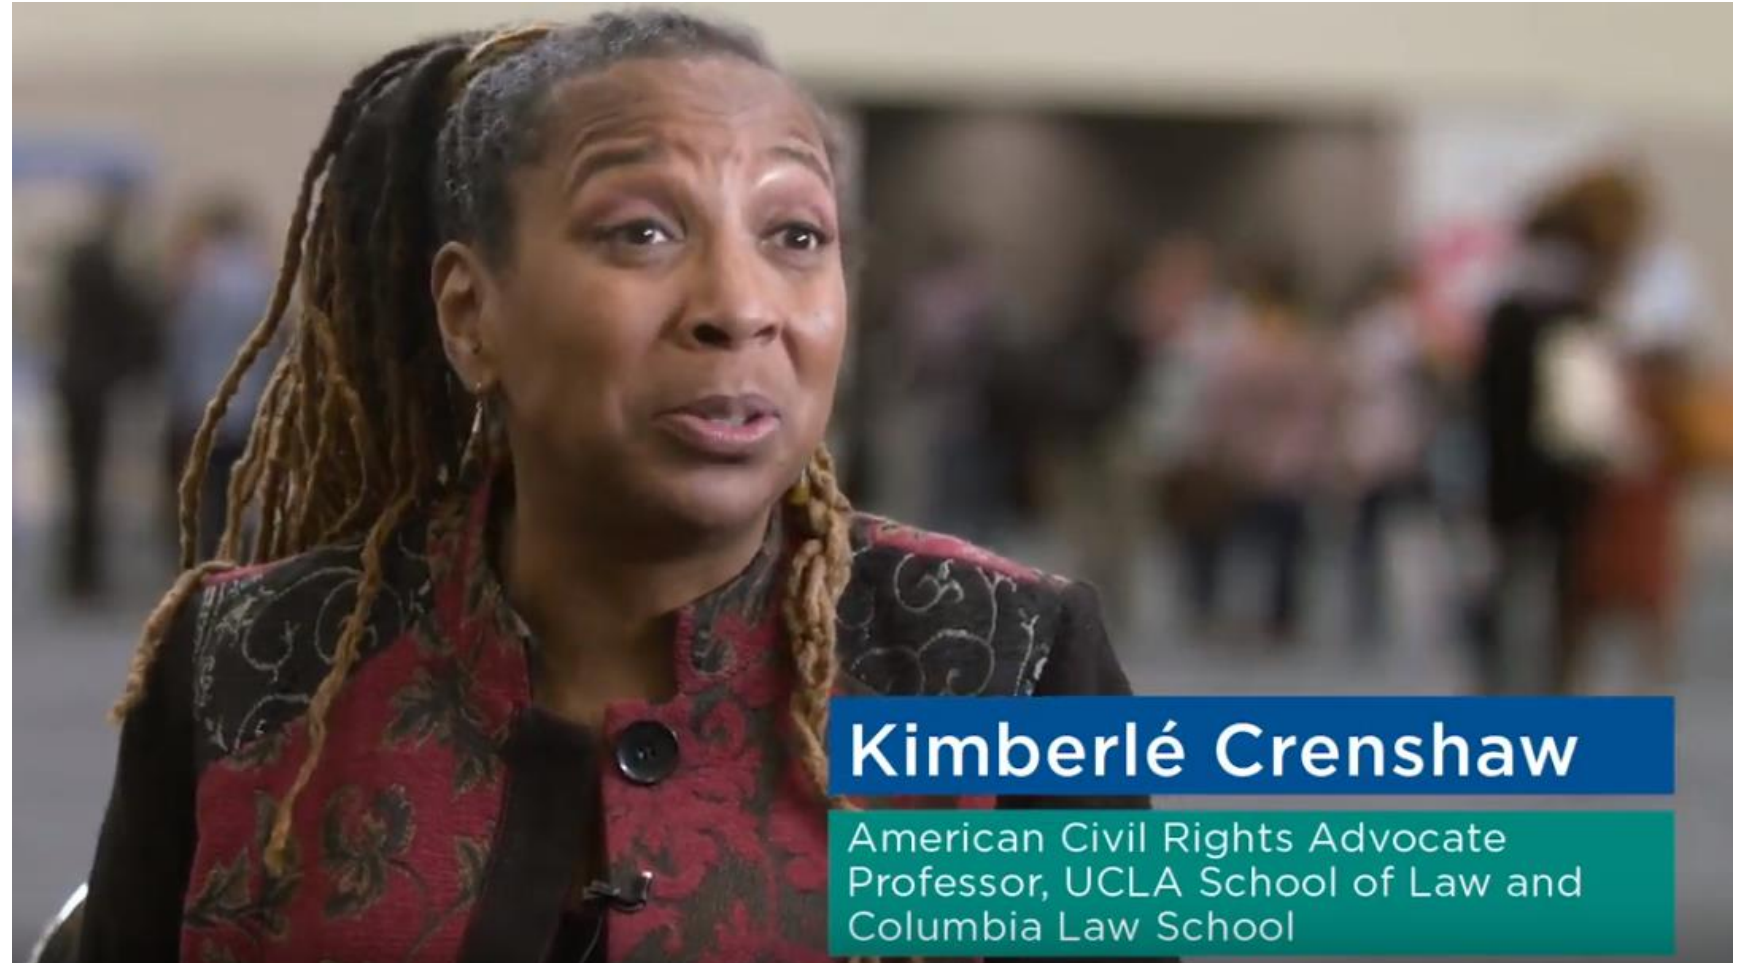 Kimberlé Crenshaw
American Civil Rights Advocate
Professor, UCLA School of Law and
Columbia Law School